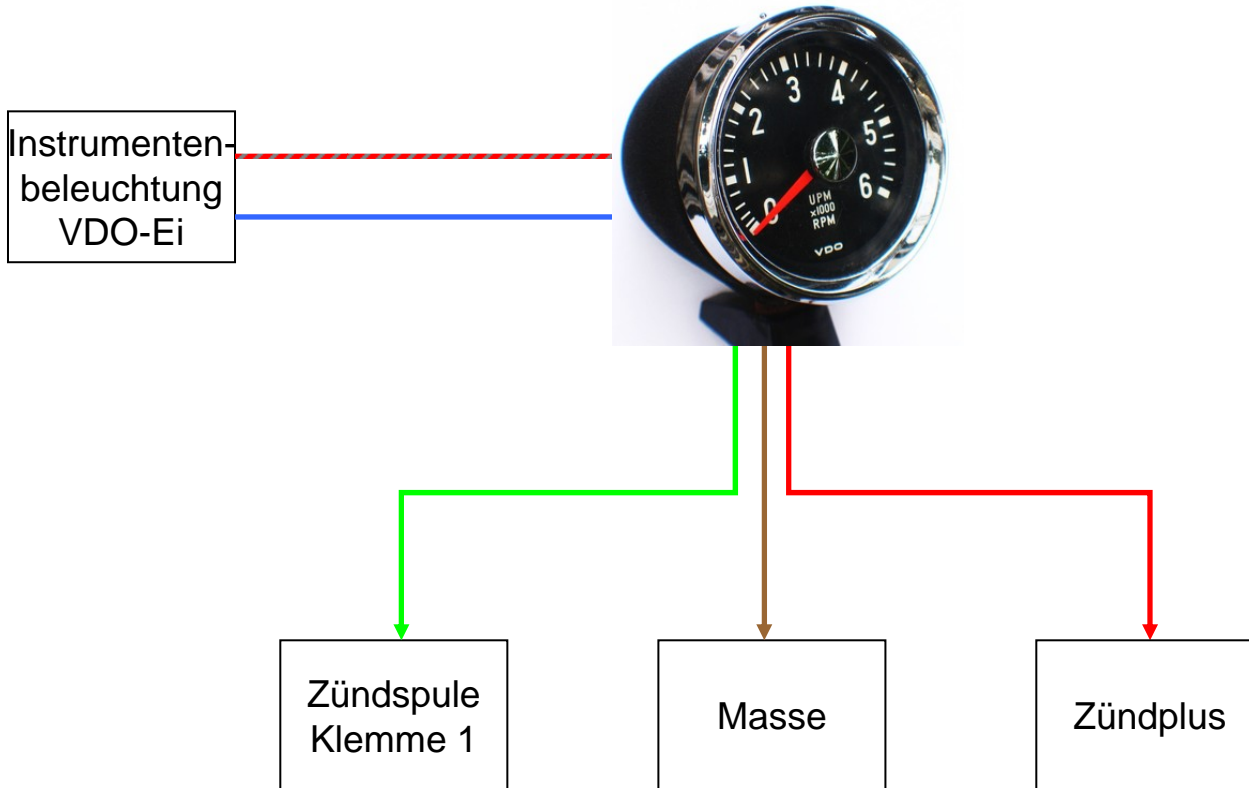 Instrumenten-
beleuchtung
VDO-Ei
0
1
2
3
4
5
6
UPM
x1000
RPM
VDO
Zündspule
Klemme 1
Masse
Zündplus